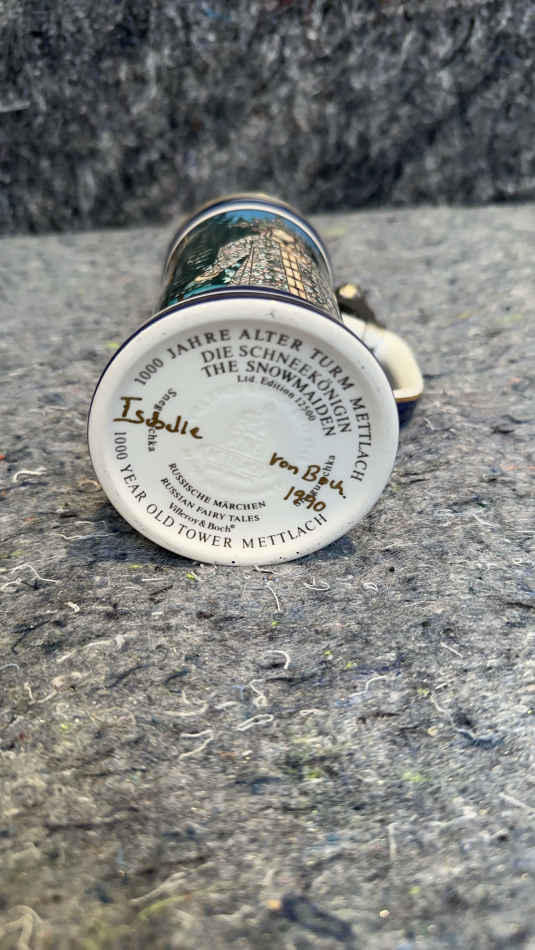 1000 JAHRE ALTER TURM METTLACH
DIE SCHNEEKÖNIGIN
THE SNOWMAIDEN
Ltd. Edition 12500
Isabelle
von Boch
1990
RUSSISCHE MÄRCHEN
RUSSIAN FAIRY TALES
Villeroy & Boch®
1000 YEAR OLD TOWER METTLACH